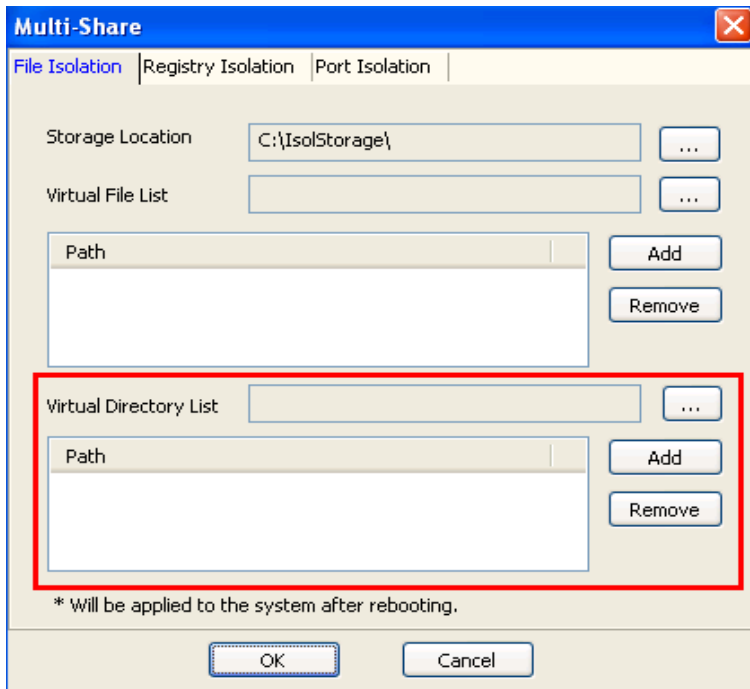 Multi-Share
File Isolation Registry Isolation Port Isolation
Storage Location C:\IsolStorage\ ...
Virtual File List ...
Path Add
Remove
Virtual Directory List ...
Path Add
Remove
* Will be applied to the system after rebooting.
OK Cancel